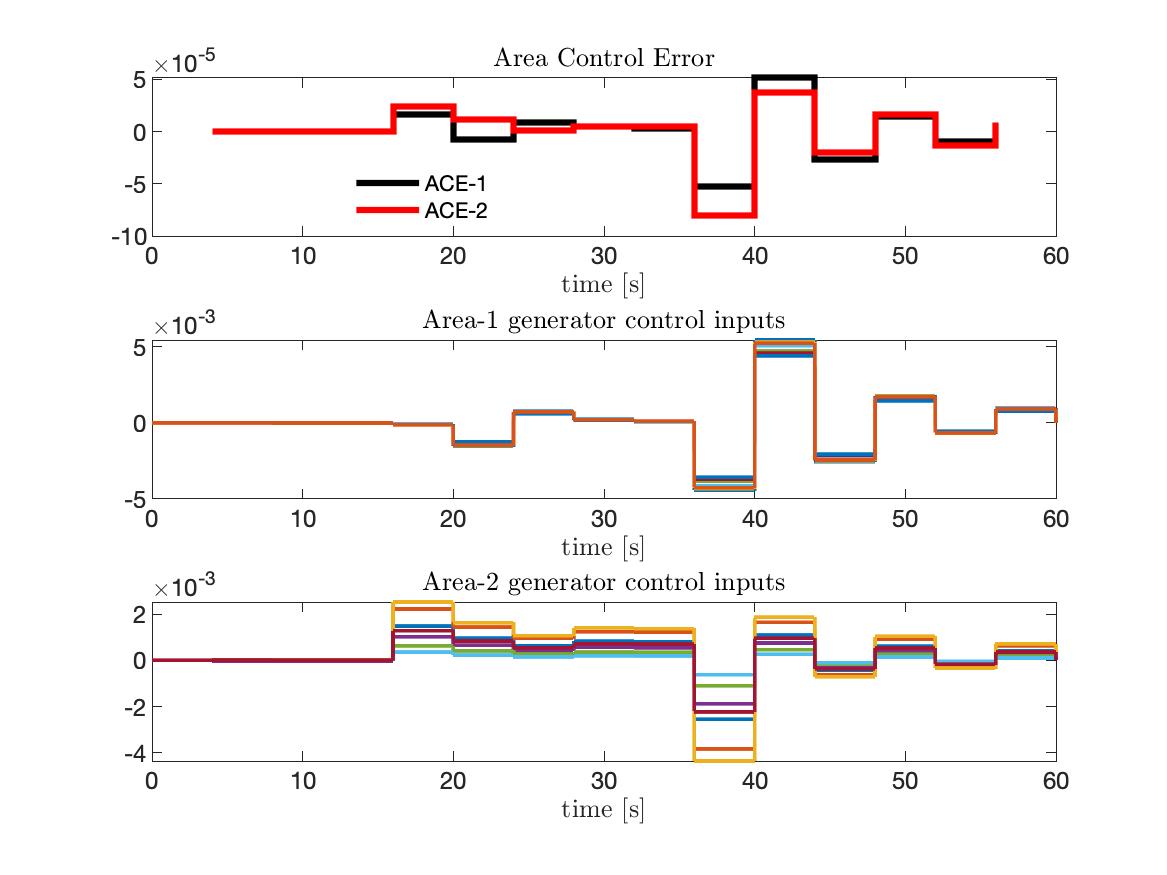 Area Control Error
×10-5
5
0
-5
-10
ACE-1
ACE-2
0 10 20 30 40 50 60
time [s]
Area-1 generator control inputs
×10-3
5
0
-5
0 10 20 30 40 50 60
time [s]
Area-2 generator control inputs
×10-3
2
0
-2
-4
0 10 20 30 40 50 60
time [s]